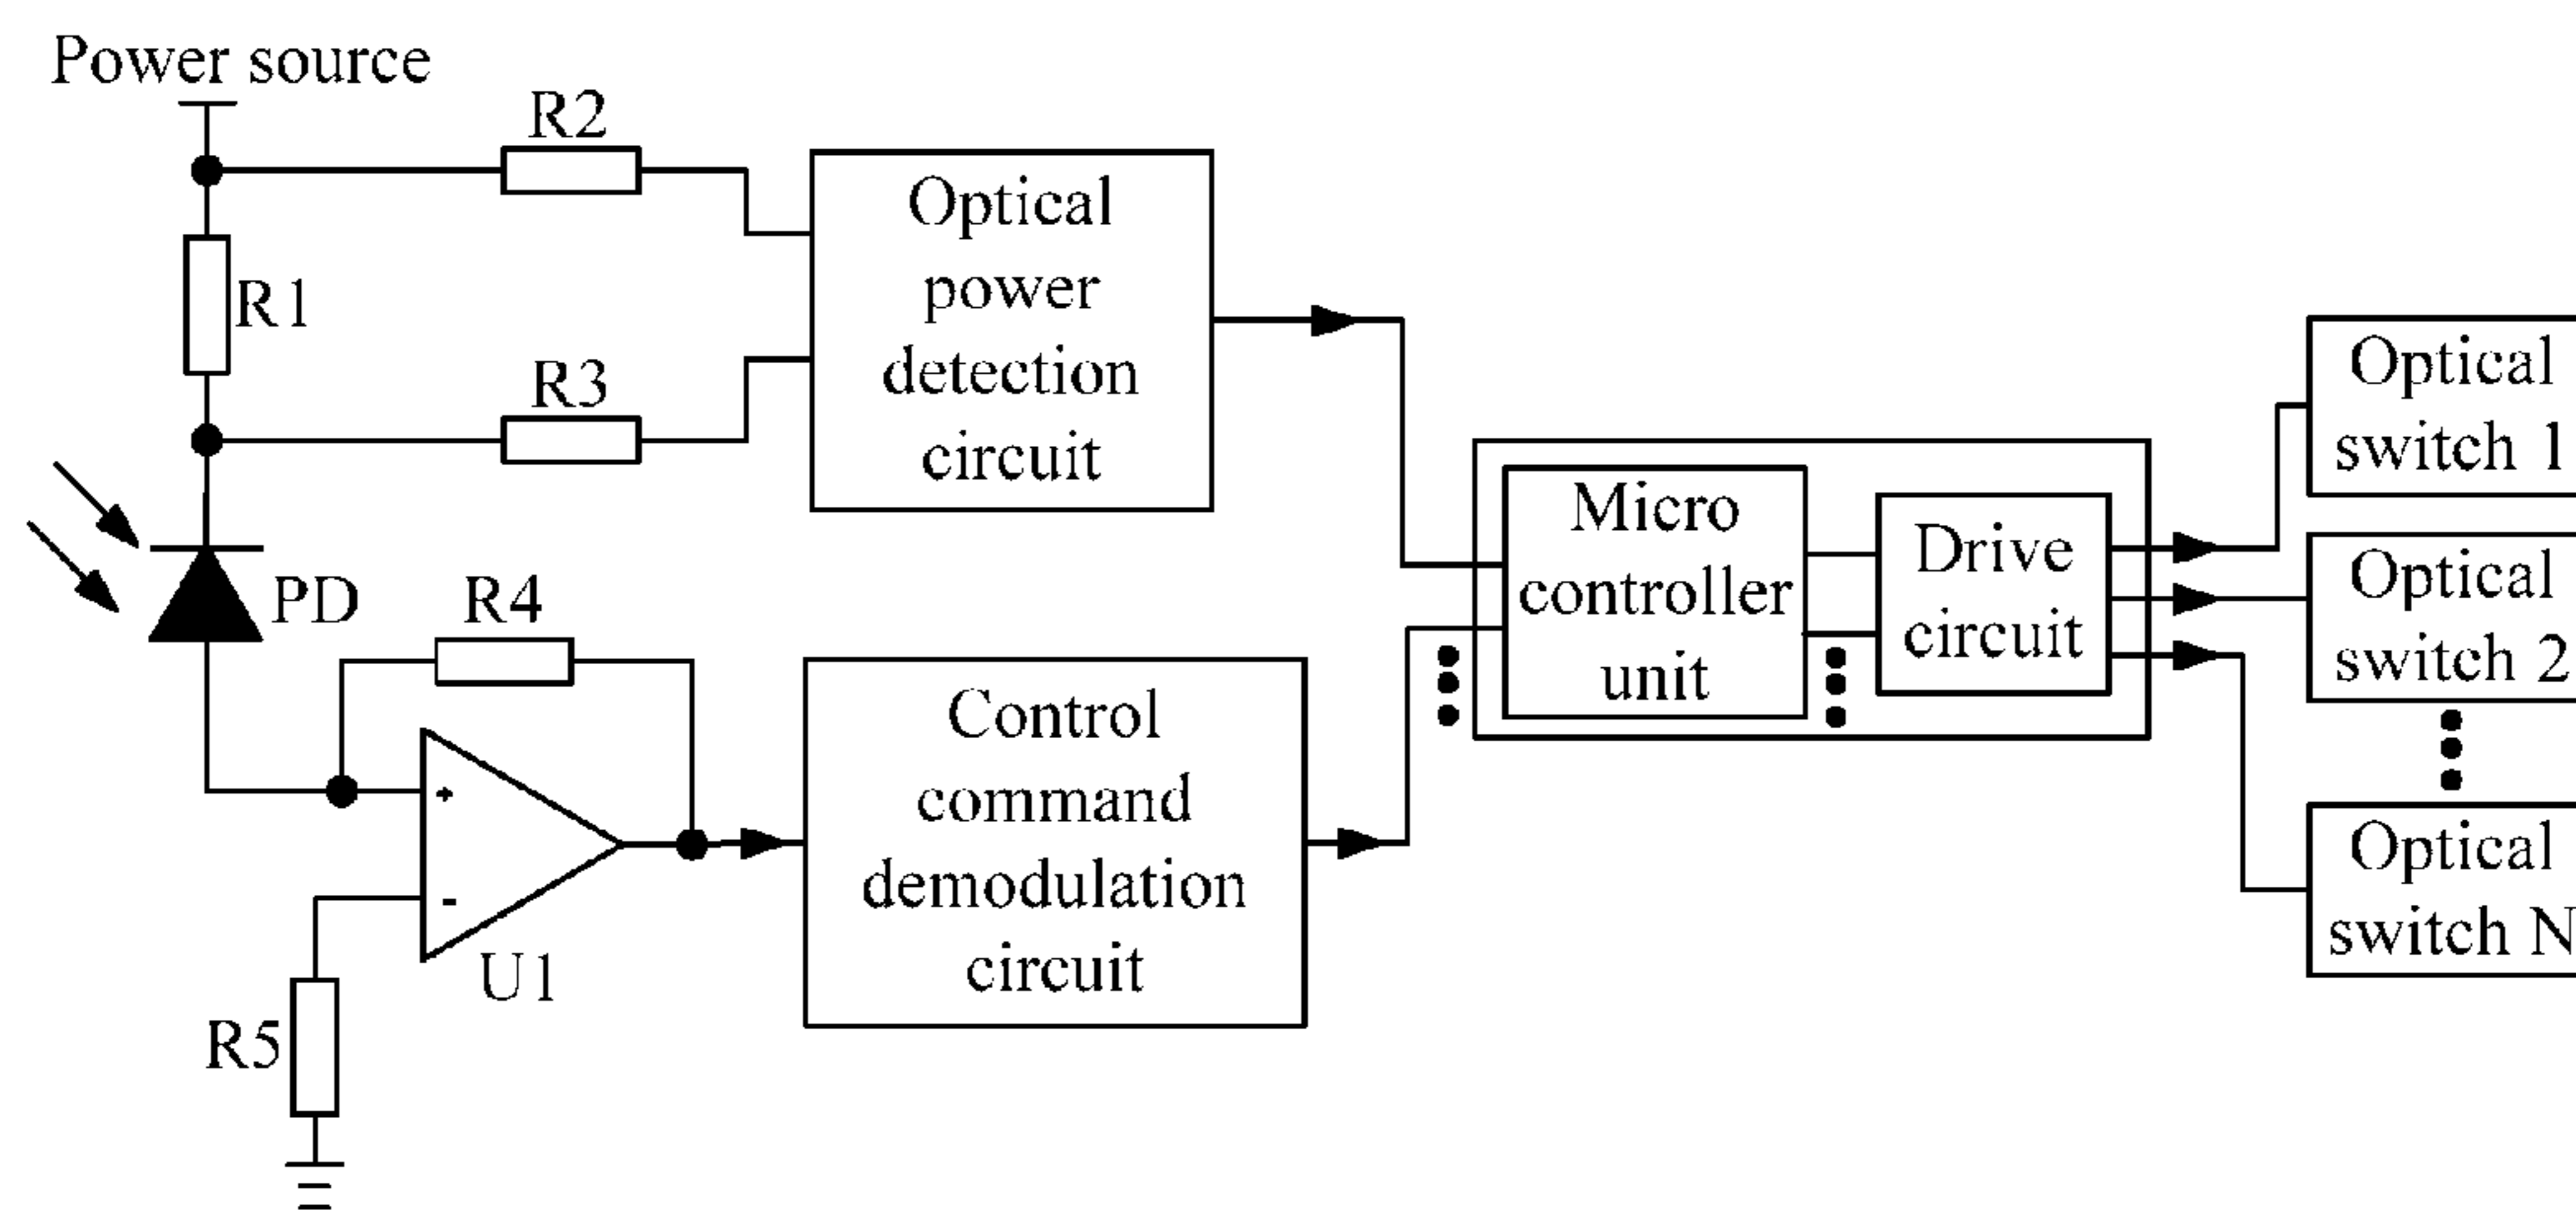 Power source
R2
Optical
power
detection
circuit
R1
R3
PD
R4
+
-
U1
R5
Control
command
demodulation
circuit
Micro
controller
unit
Drive
circuit
Optical
switch 1
Optical
switch 2
Optical
switch N